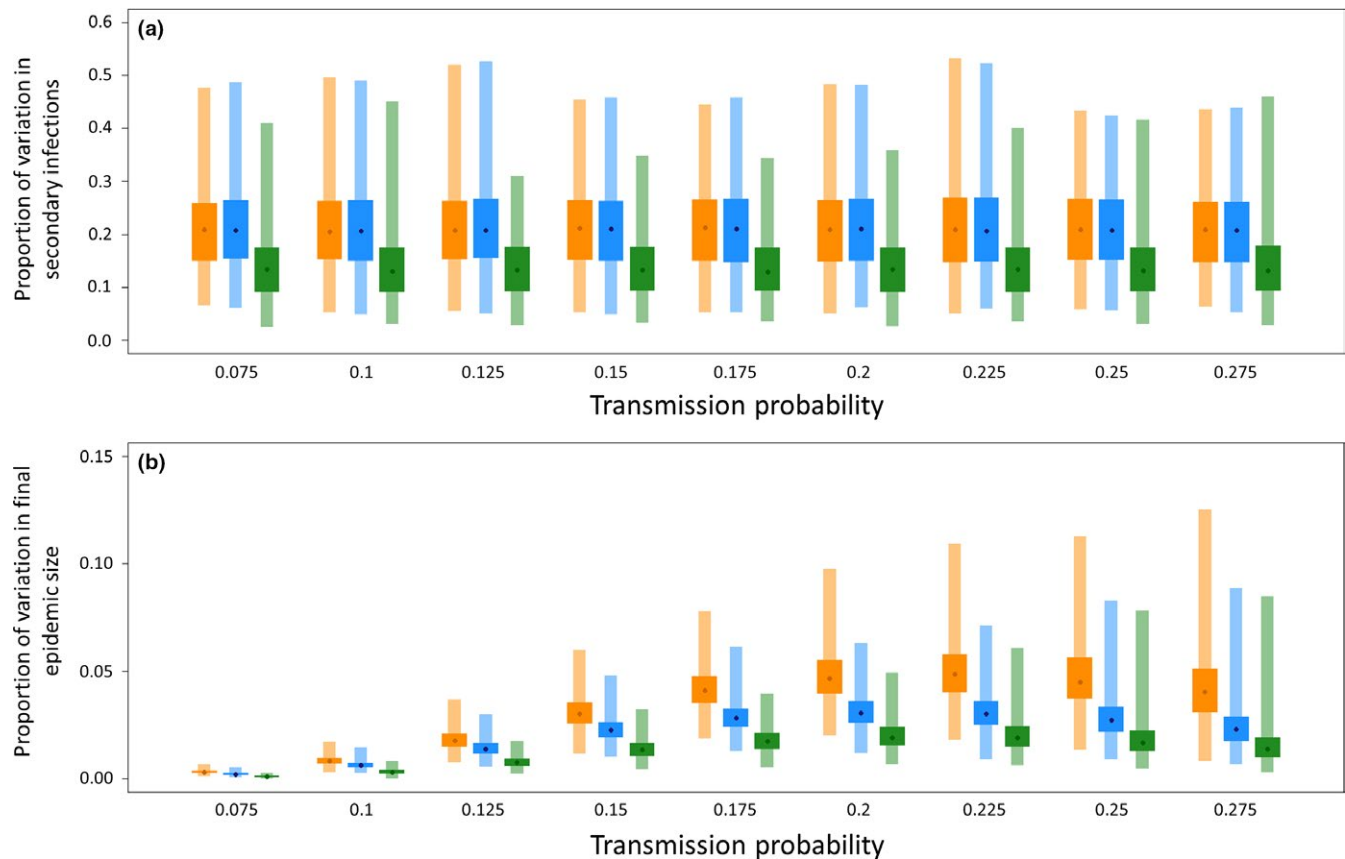 (a)
Proportion of variation in
secondary infections
0.6
0.5
0.4
0.3
0.2
0.1
0.0
0.075 0.1 0.125 0.15 0.175 0.2 0.225 0.25 0.275
Transmission probability
(b)
Proportion of variation in final
epidemic size
0.15
0.10
0.05
0.00
0.075 0.1 0.125 0.15 0.175 0.2 0.225 0.25 0.275
Transmission probability